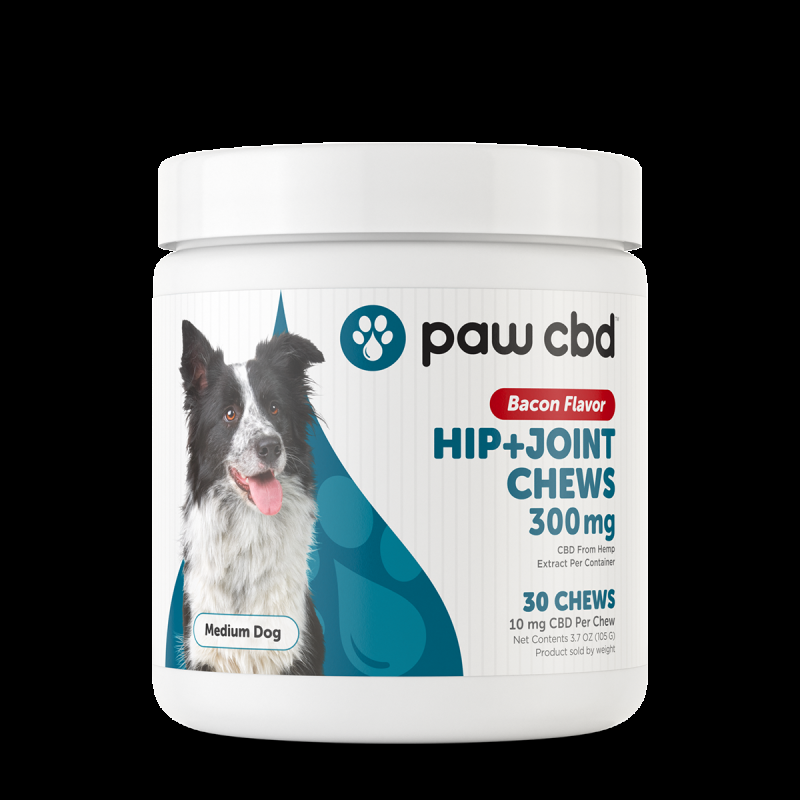 paw cbd™
Bacon Flavor
HIP+JOINT
CHEWS
300mg
CBD From Hemp
Extract Per Container
30 CHEWS
10 mg CBD Per Chew
Net Contents 3.7 OZ (105 G)
Product sold by weight
Medium Dog